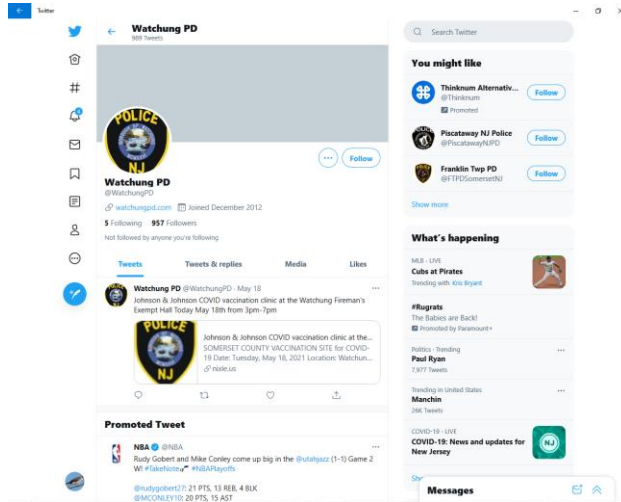 Twitter
Watchung PD
989 Tweets
POLICE
NJ
Follow
Watchung PD
@WatchungPD
watchungpd.com Joined December 2012
5 Following 957 Followers
Not followed by anyone you're following
Tweets Tweets & replies Media Likes
Watchung PD @WatchungPD · May 18
Johnson & Johnson COVID vaccination clinic at the Watchung Fireman's
Exempt Hall Today May 18th from 3pm-7pm
POLICE
NJ
Johnson & Johnson COVID vaccination clinic at the...
SOMERSET COUNTY VACCINATION SITE for COVID-
19 Date: Tuesday, May 18, 2021 Location: Watchun...
nixle.us
Promoted Tweet
NBA @NBA
Rudy Gobert and Mike Conley come up big in the @utahjazz (1-1) Game 2
W! #TakeNote #NBAPlayoffs
@rudygobert27: 21 PTS, 13 REB, 4 BLK
@MCONLEY10: 20 PTS, 15 AST
Search Twitter
You might like
Thinknum Alternativ...
@Thinknum
Promoted
Follow
Piscataway NJ Police
@PiscatawayNJPD
Follow
Franklin Twp PD
@FTPDSomersetNJ
Follow
Show more
What's happening
MLB · LIVE
Cubs at Pirates
Trending with Kris Bryant
#Rugrats
The Babies are Back!
Promoted by Paramount+
Politics · Trending
Paul Ryan
7,977 Tweets
Trending in United States
Manchin
28K Tweets
COVID-19 · LIVE
COVID-19: News and updates for
New Jersey
NJ
Messages